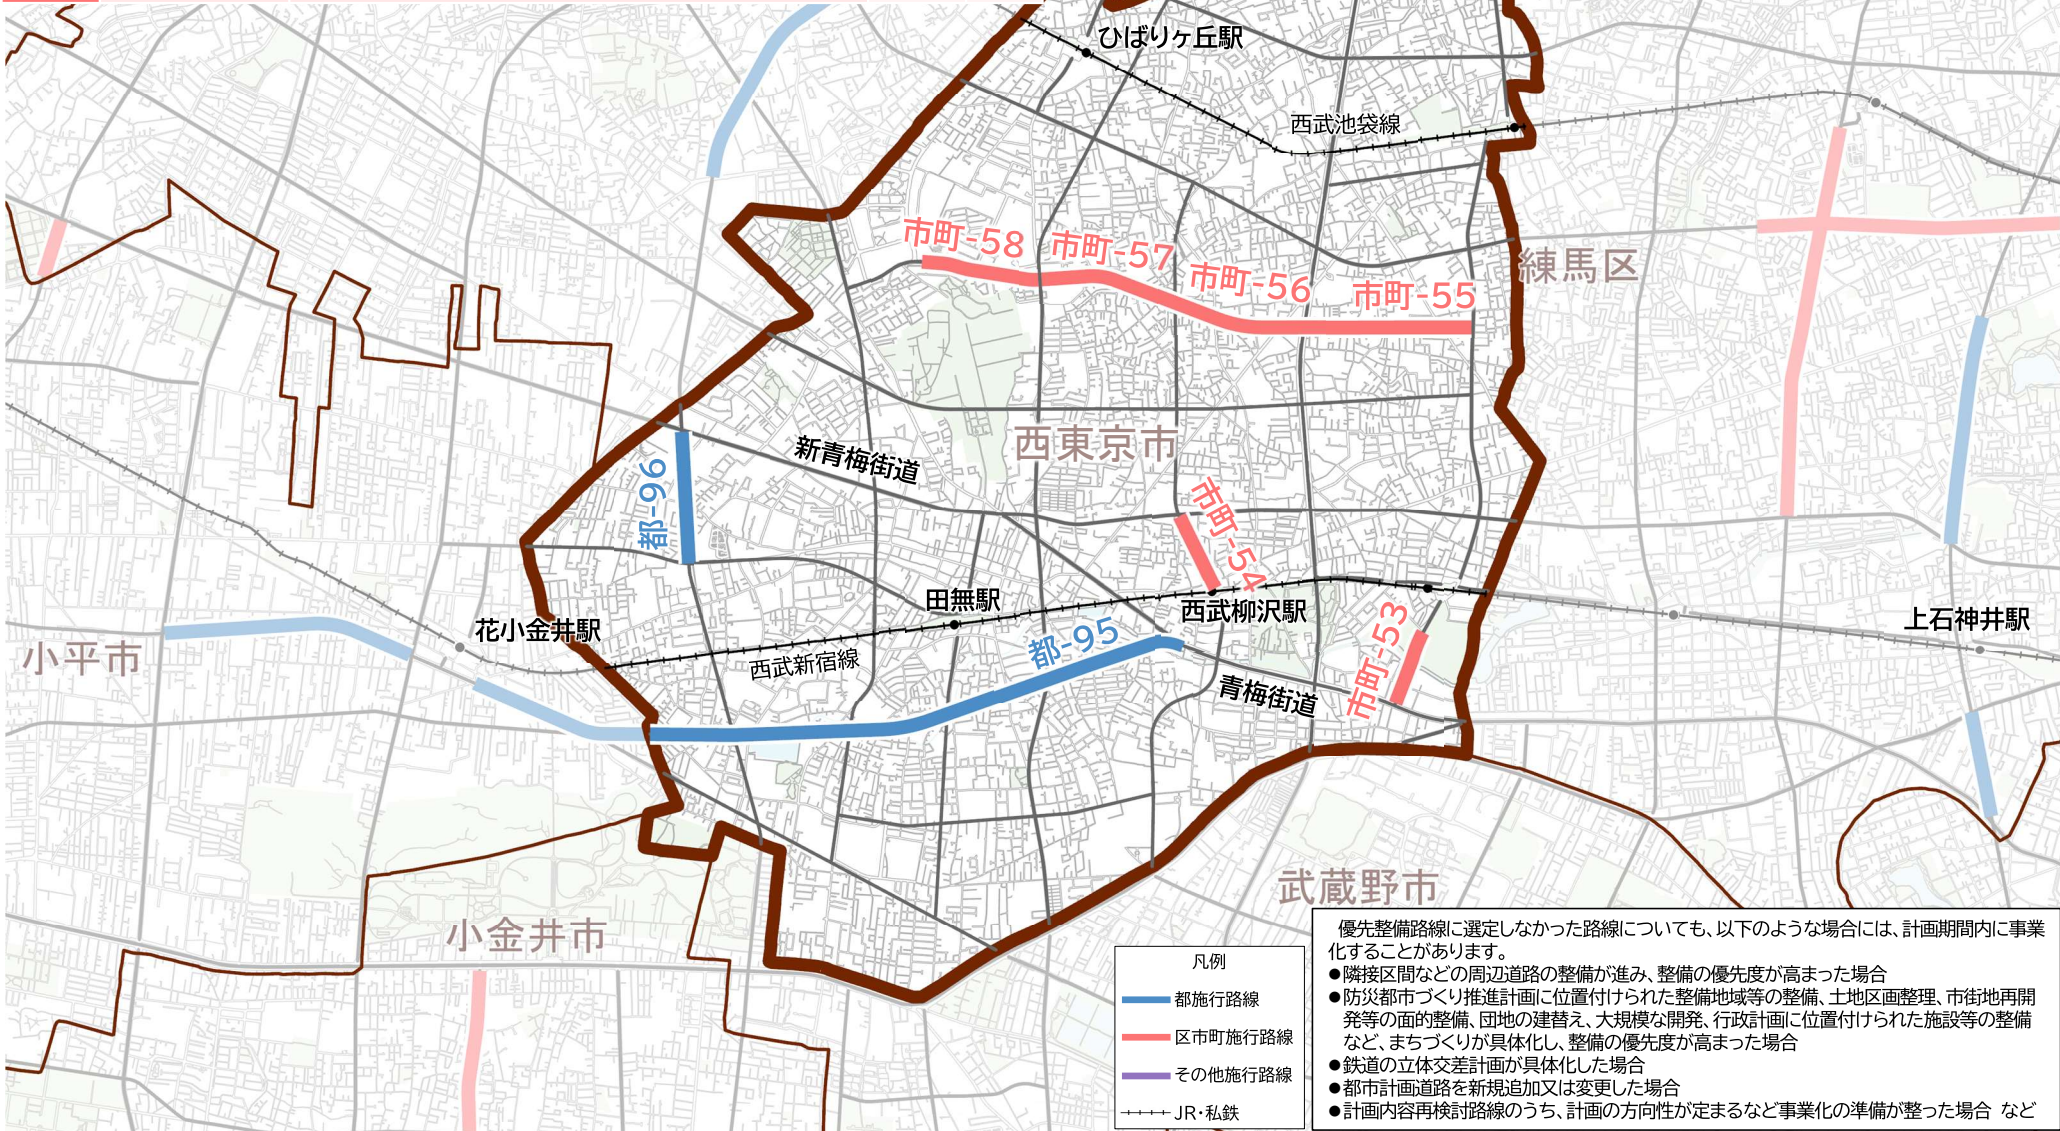 ひばりヶ丘駅
西武池袋線
市町-58
市町-57
市町-56
市町-55
練馬区
西東京市
新青梅街道
都-96
市町-54
田無駅
西武柳沢駅
花小金井駅
上石神井駅
小平市
西武新宿線
都-95
市町-53
青梅街道
武蔵野市
小金井市
凡例
都施行路線
区市町施行路線
その他施行路線
JR・私鉄
優先整備路線に選定しなかった路線についても、以下のような場合には、計画期間内に事業
化することがあります。
●隣接区間などの周辺道路の整備が進み、整備の優先度が高まった場合
●防災都市づくり推進計画に位置付けられた整備地域等の整備、土地区画整理、市街地再開
発等の面的整備、団地の建替え、大規模な開発、行政計画に位置付けられた施設等の整備
など、まちづくりが具体化し、整備の優先度が高まった場合
●鉄道の立体交差計画が具体化した場合
●都市計画道路を新規追加又は変更した場合
●計画内容再検討路線のうち、計画の方向性が定まるなど事業化の準備が整った場合 など